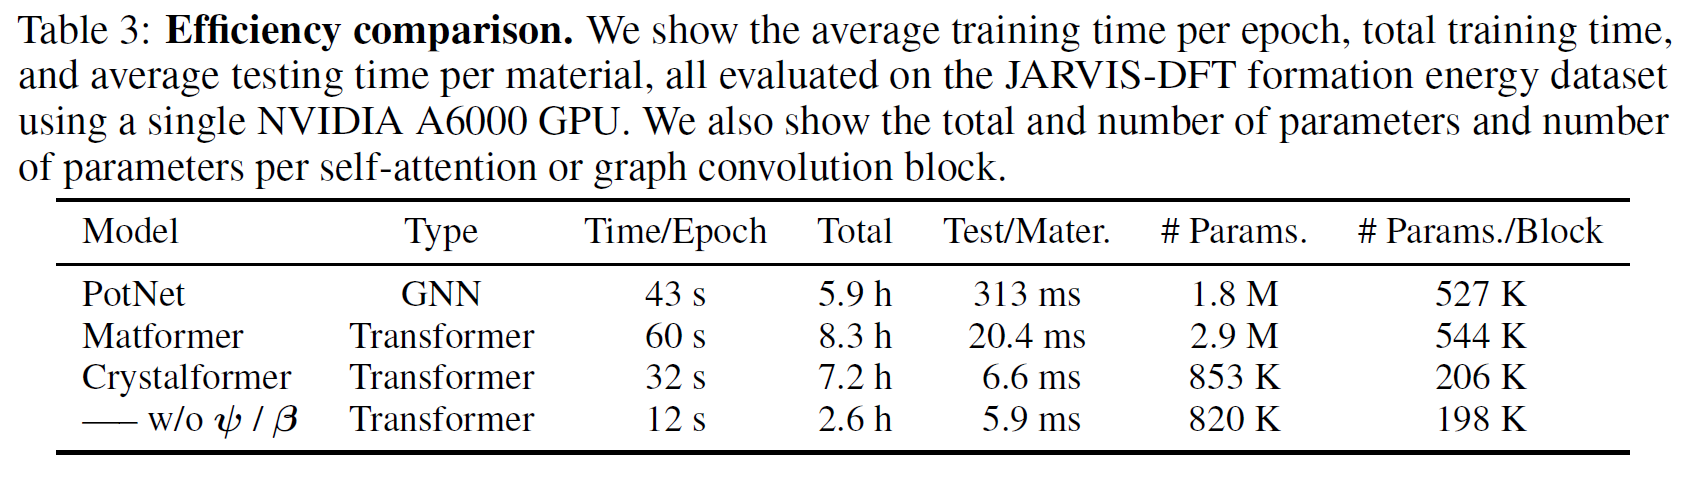 Table 3: Efficiency comparison. We show the average training time per epoch, total training time,
and average testing time per material, all evaluated on the JARVIS-DFT formation energy dataset
using a single NVIDIA A6000 GPU. We also show the total and number of parameters and number
of parameters per self-attention or graph convolution block.
Model Type Time/Epoch Total Test/Mater. # Params. # Params./Block
PotNet GNN 43 s 5.9 h 313 ms 1.8 M 527 K
Matformer Transformer 60 s 8.3 h 20.4 ms 2.9 M 544 K
Crystalformer Transformer 32 s 7.2 h 6.6 ms 853 K 206 K
—– w/o ψ / β Transformer 12 s 2.6 h 5.9 ms 820 K 198 K